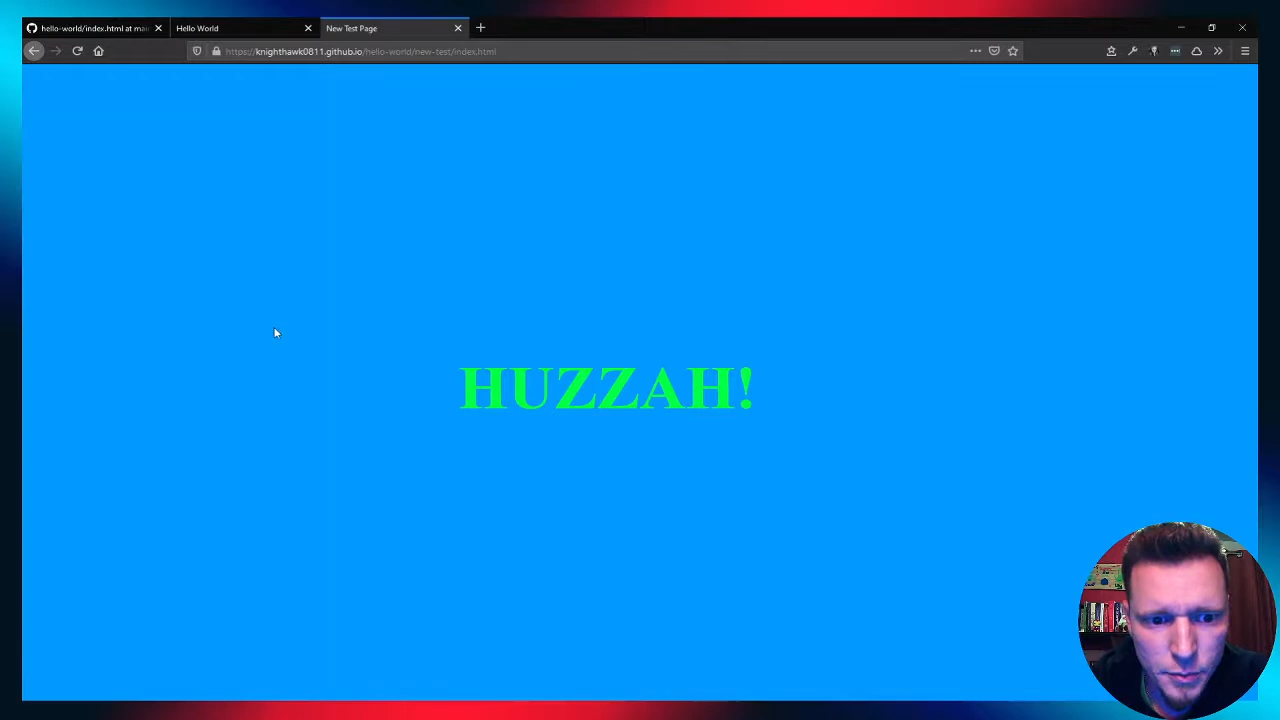 hello-world/index.html at mai
Hello World
New Test Page
https://knighthawk0811.github.io/hello-world/new-test/index.html
HUZZAH!